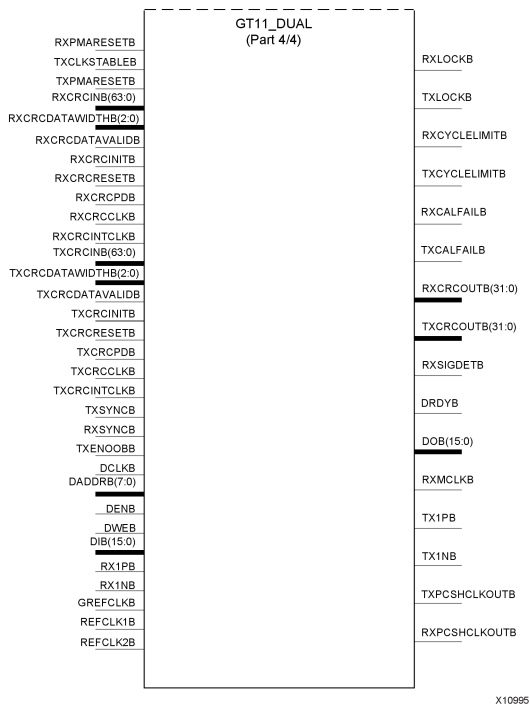 GT11_DUAL
(Part 4/4)
RXPMARESETB
TXCLKSTABLEB
TXPMARESETB
RXCRCINB(63:0)
RXCRCDATAWIDTHB(2:0)
RXCRCDATAVALIDB
RXCRCINITB
RXCRCRESETB
RXCRCPDB
RXCRCCLKB
RXCRCINTCLKB
TXCRCINB(63:0)
TXCRCDATAWIDTHB(2:0)
TXCRCDATAVALIDB
TXCRCINITB
TXCRCRESETB
TXCRCPDB
TXCRCCLKB
TXCRCINTCLKB
TXSYNCB
RXSYNCB
TXENOOBB
DCLKB
DADDRB(7:0)
DENB
DWEB
DIB(15:0)
RX1PB
RX1NB
GREFCLKB
REFCLK1B
REFCLK2B
RXLOCKB
TXLOCKB
RXCYCLELIMITB
TXCYCLELIMITB
RXCALFAILB
TXCALFAILB
RXCRCOUTB(31:0)
TXCRCOUTB(31:0)
RXSIGDETB
DRDYB
DOB(15:0)
RXMCLKB
TX1PB
TX1NB
TXPCSHCLKOUTB
RXPCSHCLKOUTB
X10995